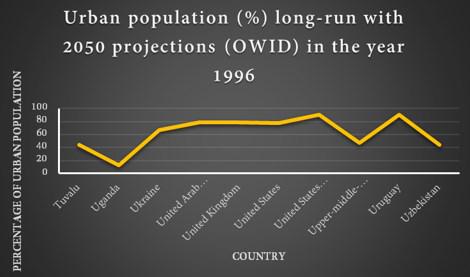 Urban population (%) long-run with
2050 projections (OWID) in the year
1996
PERCENTAGE OF URBAN POPULATION
100
80
60
40
20
0
Tuvalu
Uganda
Ukraine
United Arab…
United Kingdom
United States
United States…
Upper-middle-…
Uruguay
Uzbekistan
COUNTRY